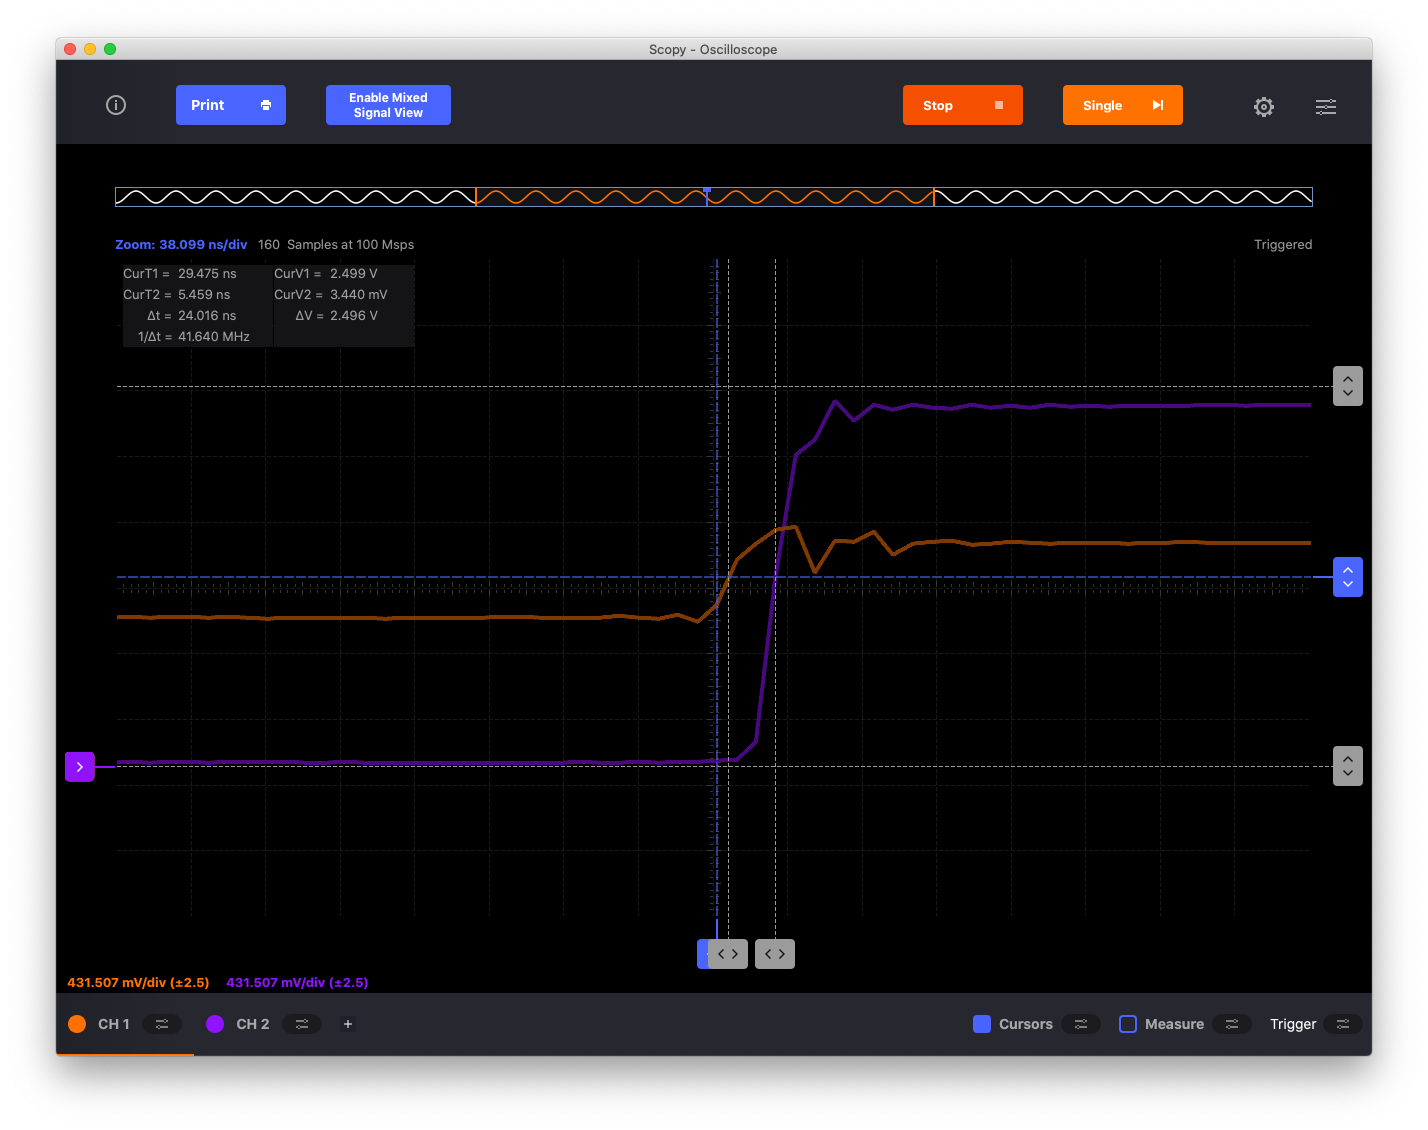 Scopy - Oscilloscope
Print
Enable Mixed
Signal View
Stop
Single
Zoom: 38.099 ns/div 160 Samples at 100 Msps
Triggered
CurT1 = 29.475 ns CurV1 = 2.499 V
CurT2 = 5.459 ns CurV2 = 3.440 mV
Δt = 24.016 ns ΔV = 2.496 V
1/Δt = 41.640 MHz
431.507 mV/div (±2.5) 431.507 mV/div (±2.5)
CH 1 CH 2 + Cursors Measure Trigger